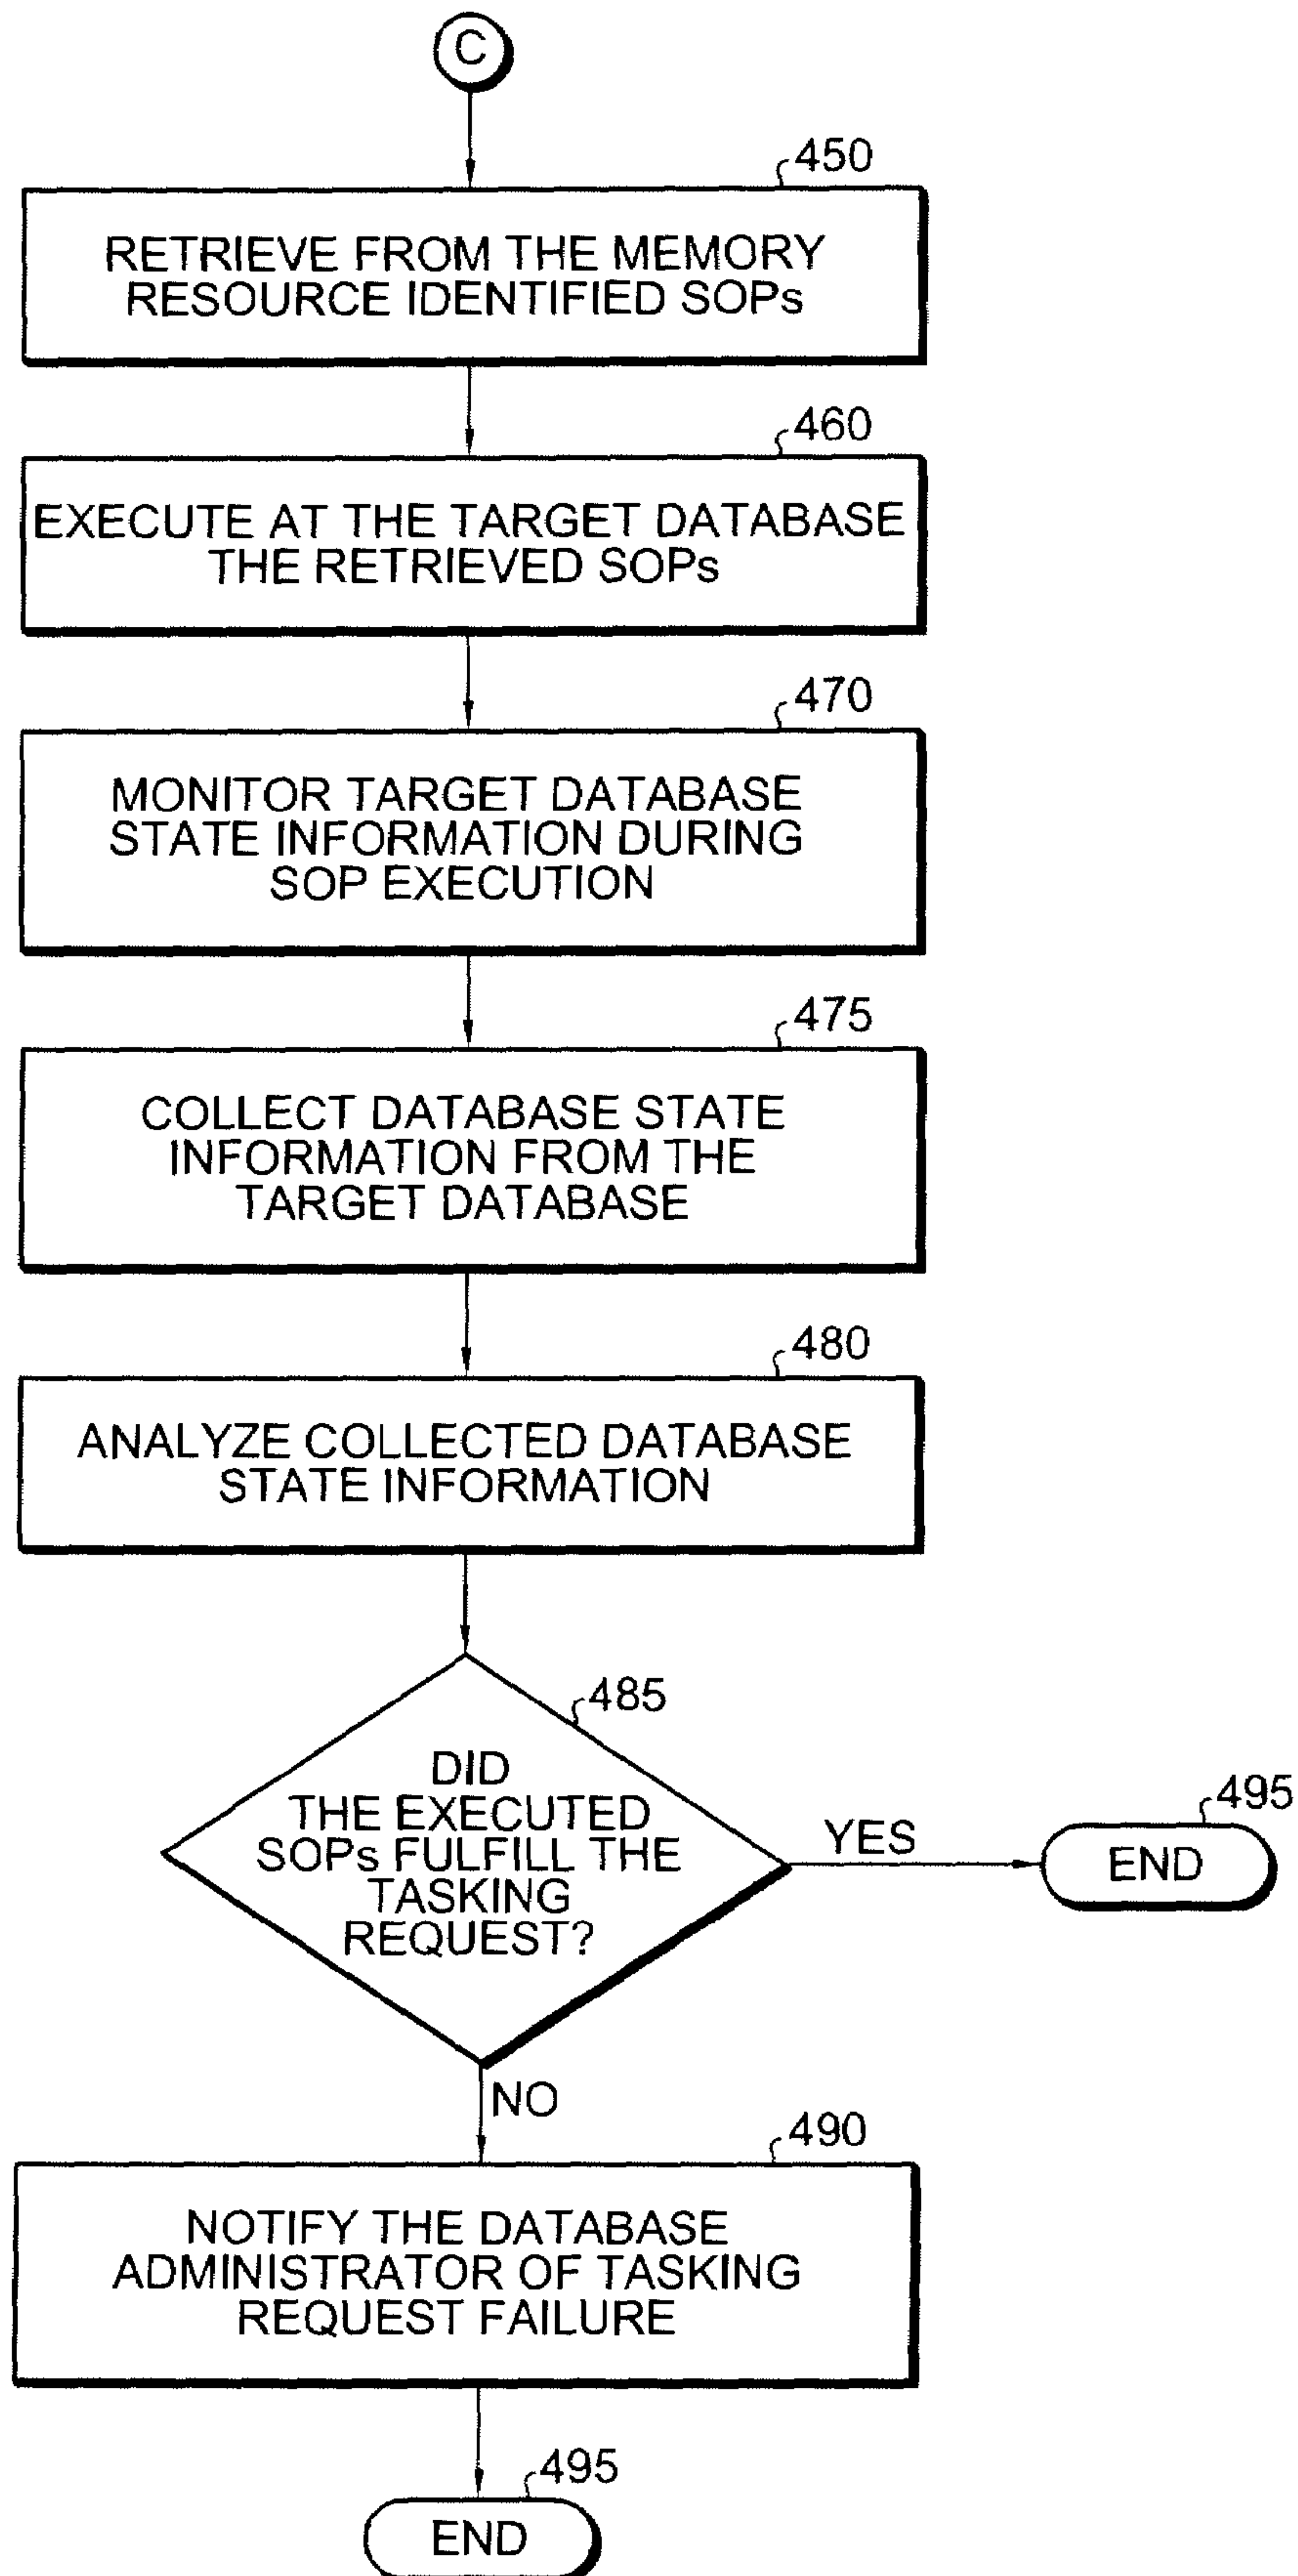 C
450
RETRIEVE FROM THE MEMORY
RESOURCE IDENTIFIED SOPs
460
EXECUTE AT THE TARGET DATABASE
THE RETRIEVED SOPs
470
MONITOR TARGET DATABASE
STATE INFORMATION DURING
SOP EXECUTION
475
COLLECT DATABASE STATE
INFORMATION FROM THE
TARGET DATABASE
480
ANALYZE COLLECTED DATABASE
STATE INFORMATION
485
DID
THE EXECUTED
SOPs FULFILL THE
TASKING
REQUEST?
YES
495
END
NO
490
NOTIFY THE DATABASE
ADMINISTRATOR OF TASKING
REQUEST FAILURE
495
END